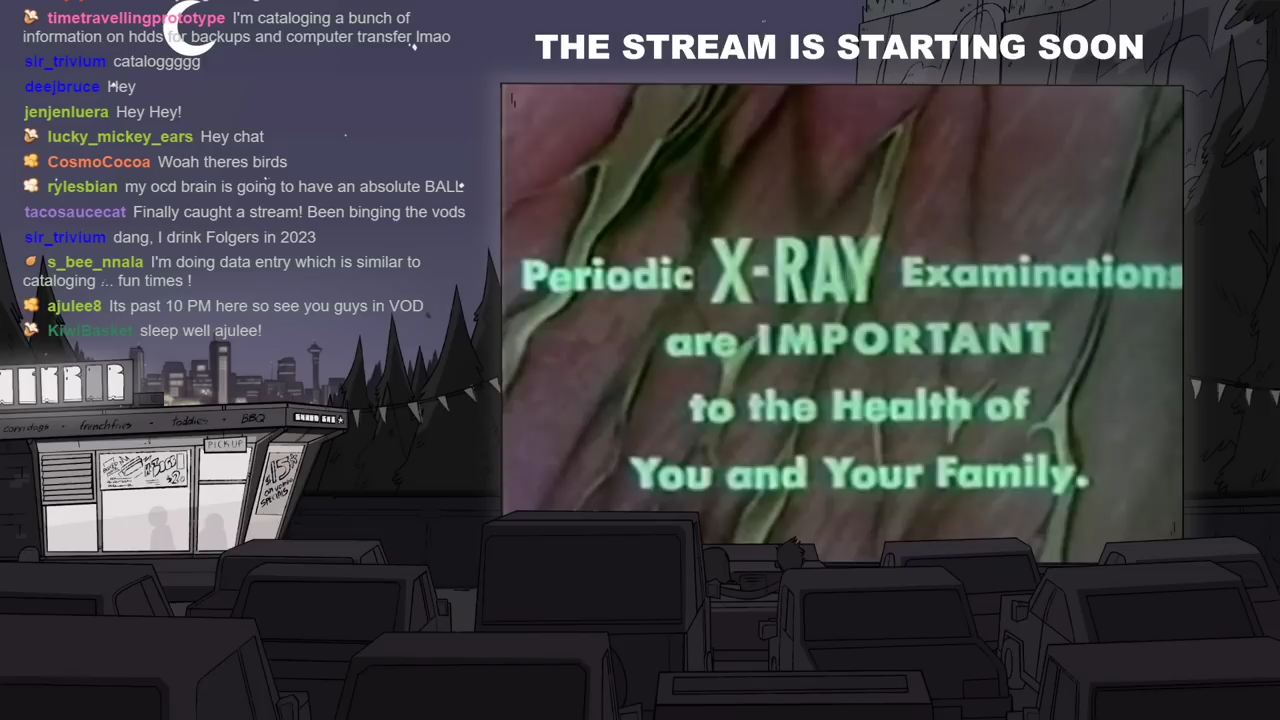 timetravellingprototype I'm cataloging a bunch of
information on hdds for backups and computer transfer lmao
sir_trivium cataloggggg
deejbruce Hey
jenjenluera Hey Hey!
lucky_mickey_ears Hey chat
CosmoCocoa Woah theres birds
rylesbian my ocd brain is going to have an absolute BALL
tacosaucecat Finally caught a stream! Been binging the vods
sir_trivium dang, I drink Folgers in 2023
s_bee_nnala I'm doing data entry which is similar to
cataloging ... fun times !
ajulee8 Its past 10 PM here so see you guys in VOD
KiwiBasket sleep well ajulee!
THE STREAM IS STARTING SOON
Periodic X-RAY Examinations
are IMPORTANT
to the Health of
You and Your Family.
corndogs - frenchfries - toddies - BBQ
PICK UP